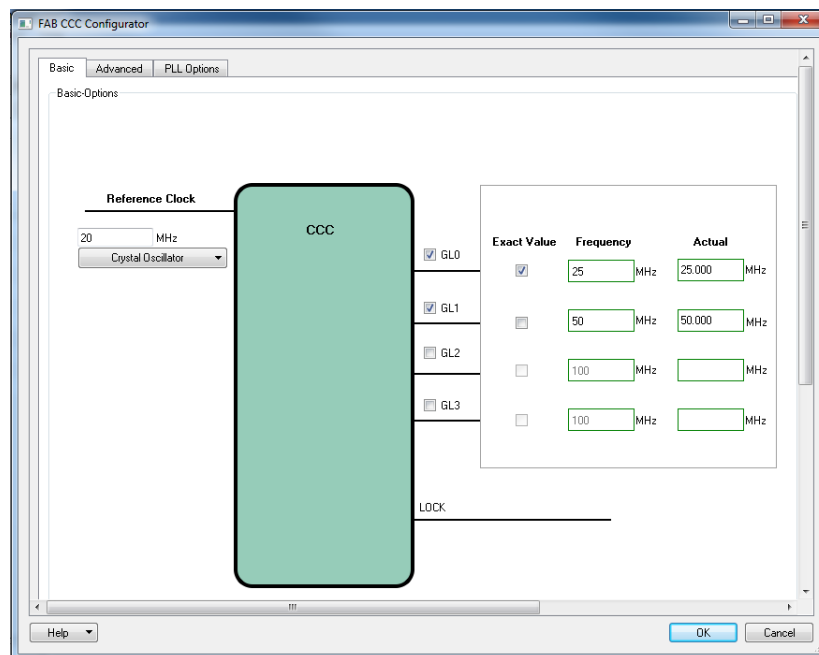 FAB CCC Configurator
Basic Advanced PLL Options
Basic-Options
Reference Clock
20 MHz
Crystal Oscillator
CCC
GL0
GL1
GL2
GL3
LOCK
Exact Value Frequency Actual
25 MHz 25.000 MHz
50 MHz 50.000 MHz
100 MHz MHz
100 MHz MHz
Help OK Cancel